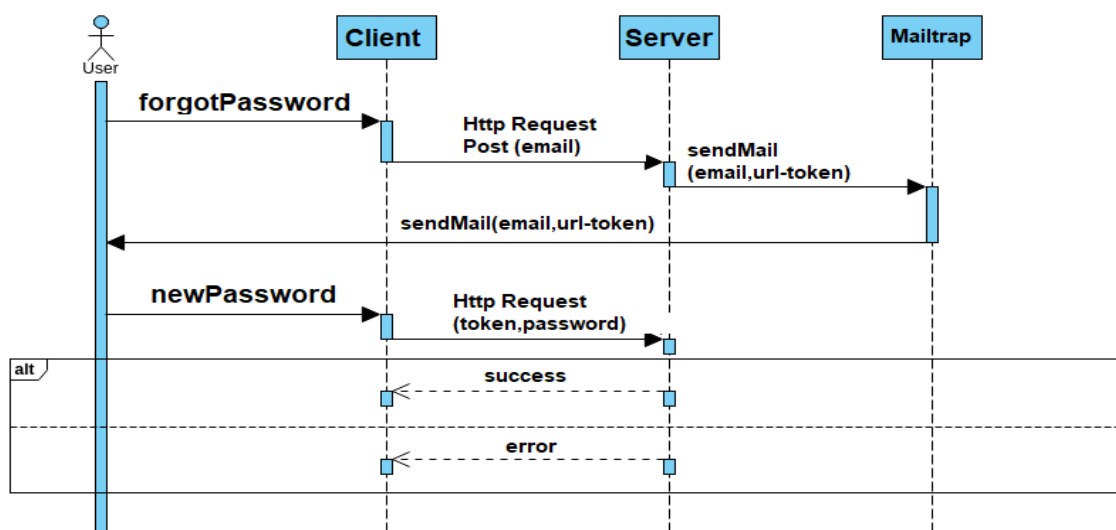 User
Client
Server
Mailtrap
forgotPassword
Http Request
Post (email)
sendMail
(email,url-token)
sendMail(email,url-token)
newPassword
Http Request
(token,password)
alt
success
error